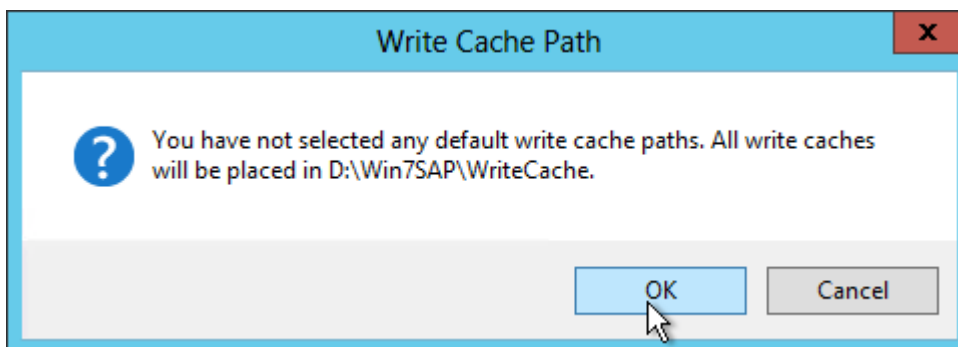 Write Cache Path
x
?
You have not selected any default write cache paths. All write caches
will be placed in D:\Win7SAP\WriteCache.
OK
Cancel